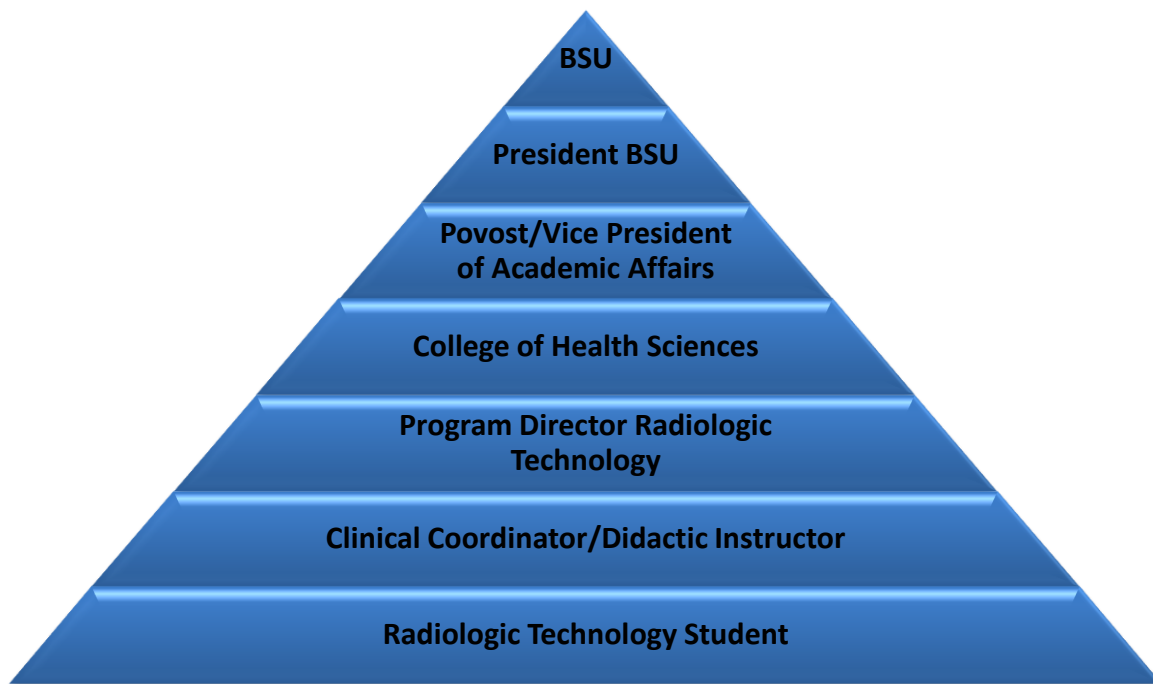 BSU
President BSU
Povost/Vice President
of Academic Affairs
College of Health Sciences
Program Director Radiologic
Technology
Clinical Coordinator/Didactic Instructor
Radiologic Technology Student